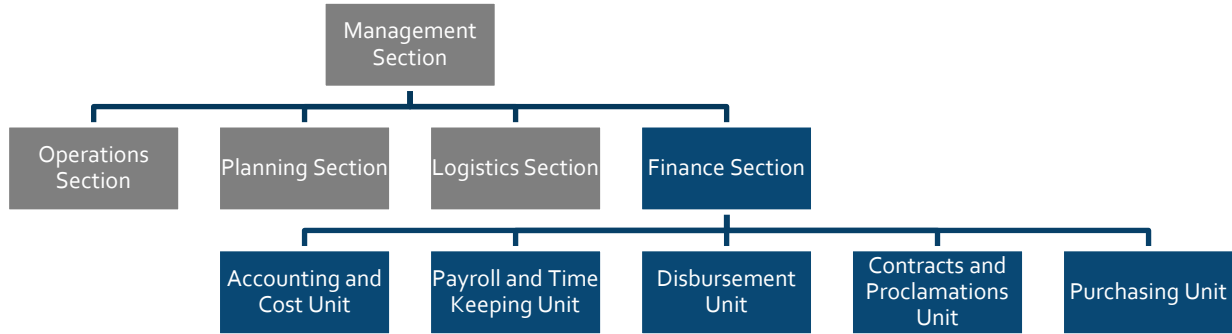 Management
Section
Operations
Section
Planning Section
Logistics Section
Finance Section
Accounting and
Cost Unit
Payroll and Time
Keeping Unit
Disbursement
Unit
Contracts and
Proclamations
Unit
Purchasing Unit